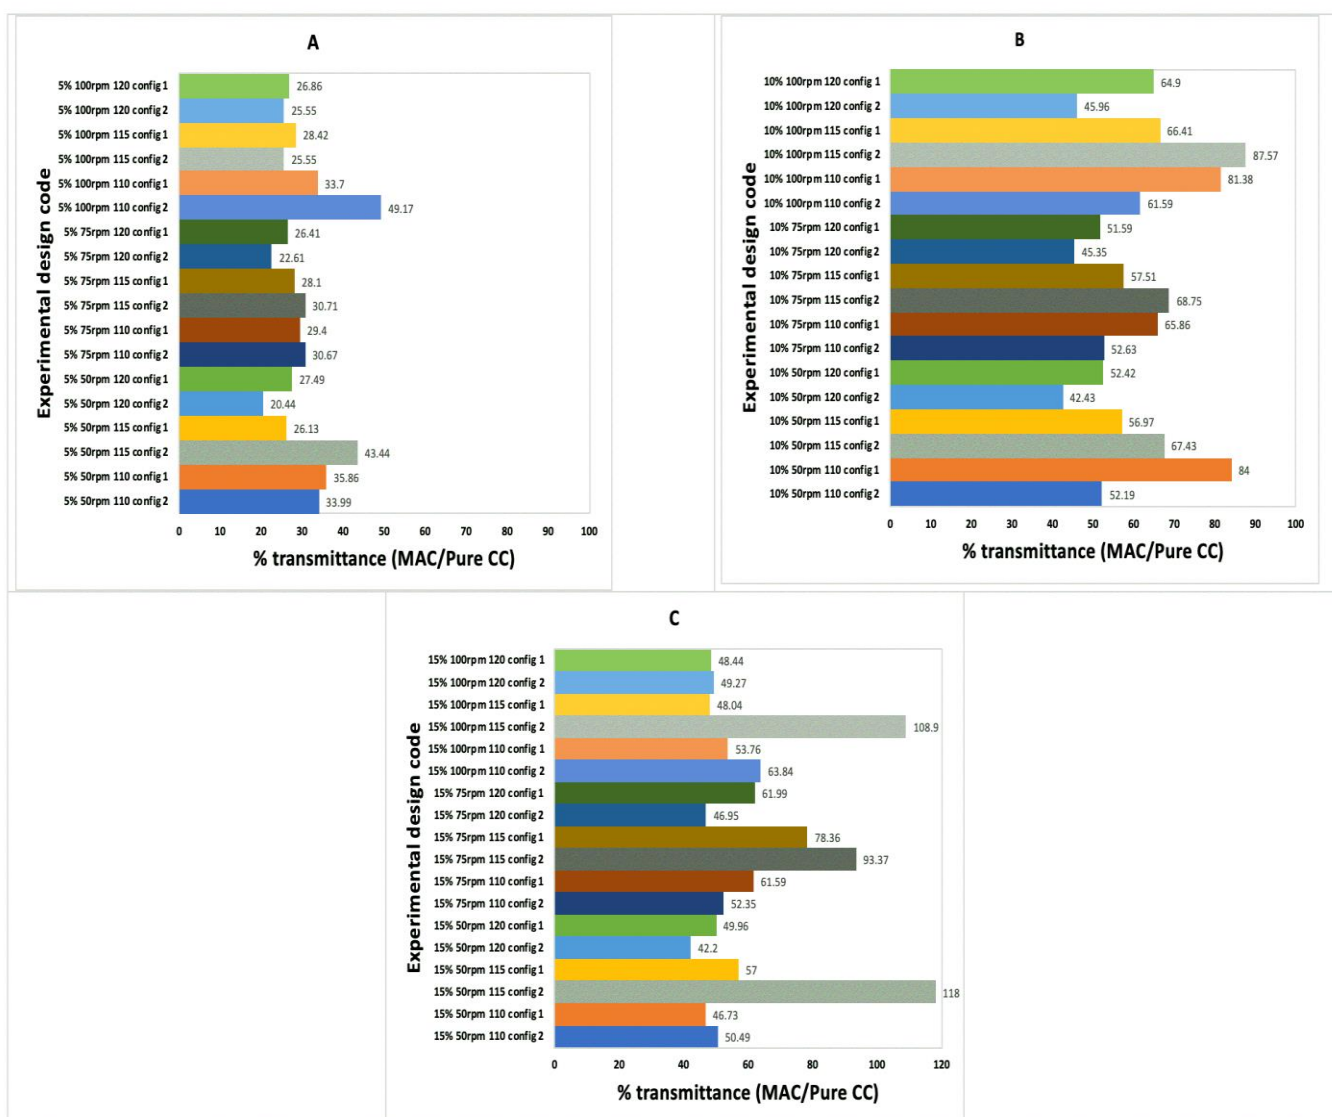 A
Experimental design code
5% 100rpm 120 config 1 26.86
5% 100rpm 120 config 2 25.55
5% 100rpm 115 config 1 28.42
5% 100rpm 115 config 2 25.55
5% 100rpm 110 config 1 33.7
5% 100rpm 110 config 2 49.17
5% 75rpm 120 config 1 26.41
5% 75rpm 120 config 2 22.61
5% 75rpm 115 config 1 28.1
5% 75rpm 115 config 2 30.71
5% 75rpm 110 config 1 29.4
5% 75rpm 110 config 2 30.67
5% 50rpm 120 config 1 27.49
5% 50rpm 120 config 2 20.44
5% 50rpm 115 config 1 26.13
5% 50rpm 115 config 2 43.44
5% 50rpm 110 config 1 35.86
5% 50rpm 110 config 2 33.99
0 10 20 30 40 50 60 70 80 90 100
% transmittance (MAC/Pure CC)
B
Experimental design code
10% 100rpm 120 config 1 64.9
10% 100rpm 120 config 2 45.96
10% 100rpm 115 config 1 66.41
10% 100rpm 115 config 2 87.57
10% 100rpm 110 config 1 81.38
10% 100rpm 110 config 2 61.59
10% 75rpm 120 config 1 51.59
10% 75rpm 120 config 2 45.35
10% 75rpm 115 config 1 57.51
10% 75rpm 115 config 2 68.75
10% 75rpm 110 config 1 65.86
10% 75rpm 110 config 2 52.63
10% 50rpm 120 config 1 52.42
10% 50rpm 120 config 2 42.43
10% 50rpm 115 config 1 56.97
10% 50rpm 115 config 2 67.43
10% 50rpm 110 config 1 84
10% 50rpm 110 config 2 52.19
0 10 20 30 40 50 60 70 80 90 100
% transmittance (MAC/Pure CC)
C
Experimental design code
15% 100rpm 120 config 1 48.44
15% 100rpm 120 config 2 49.27
15% 100rpm 115 config 1 48.04
15% 100rpm 115 config 2 108.9
15% 100rpm 110 config 1 53.76
15% 100rpm 110 config 2 63.84
15% 75rpm 120 config 1 61.99
15% 75rpm 120 config 2 46.95
15% 75rpm 115 config 1 78.36
15% 75rpm 115 config 2 93.37
15% 75rpm 110 config 1 61.59
15% 75rpm 110 config 2 52.35
15% 50rpm 120 config 1 49.96
15% 50rpm 120 config 2 42.2
15% 50rpm 115 config 1 57
15% 50rpm 115 config 2 118
15% 50rpm 110 config 1 46.73
15% 50rpm 110 config 2 50.49
0 20 40 60 80 100 120
% transmittance (MAC/Pure CC)